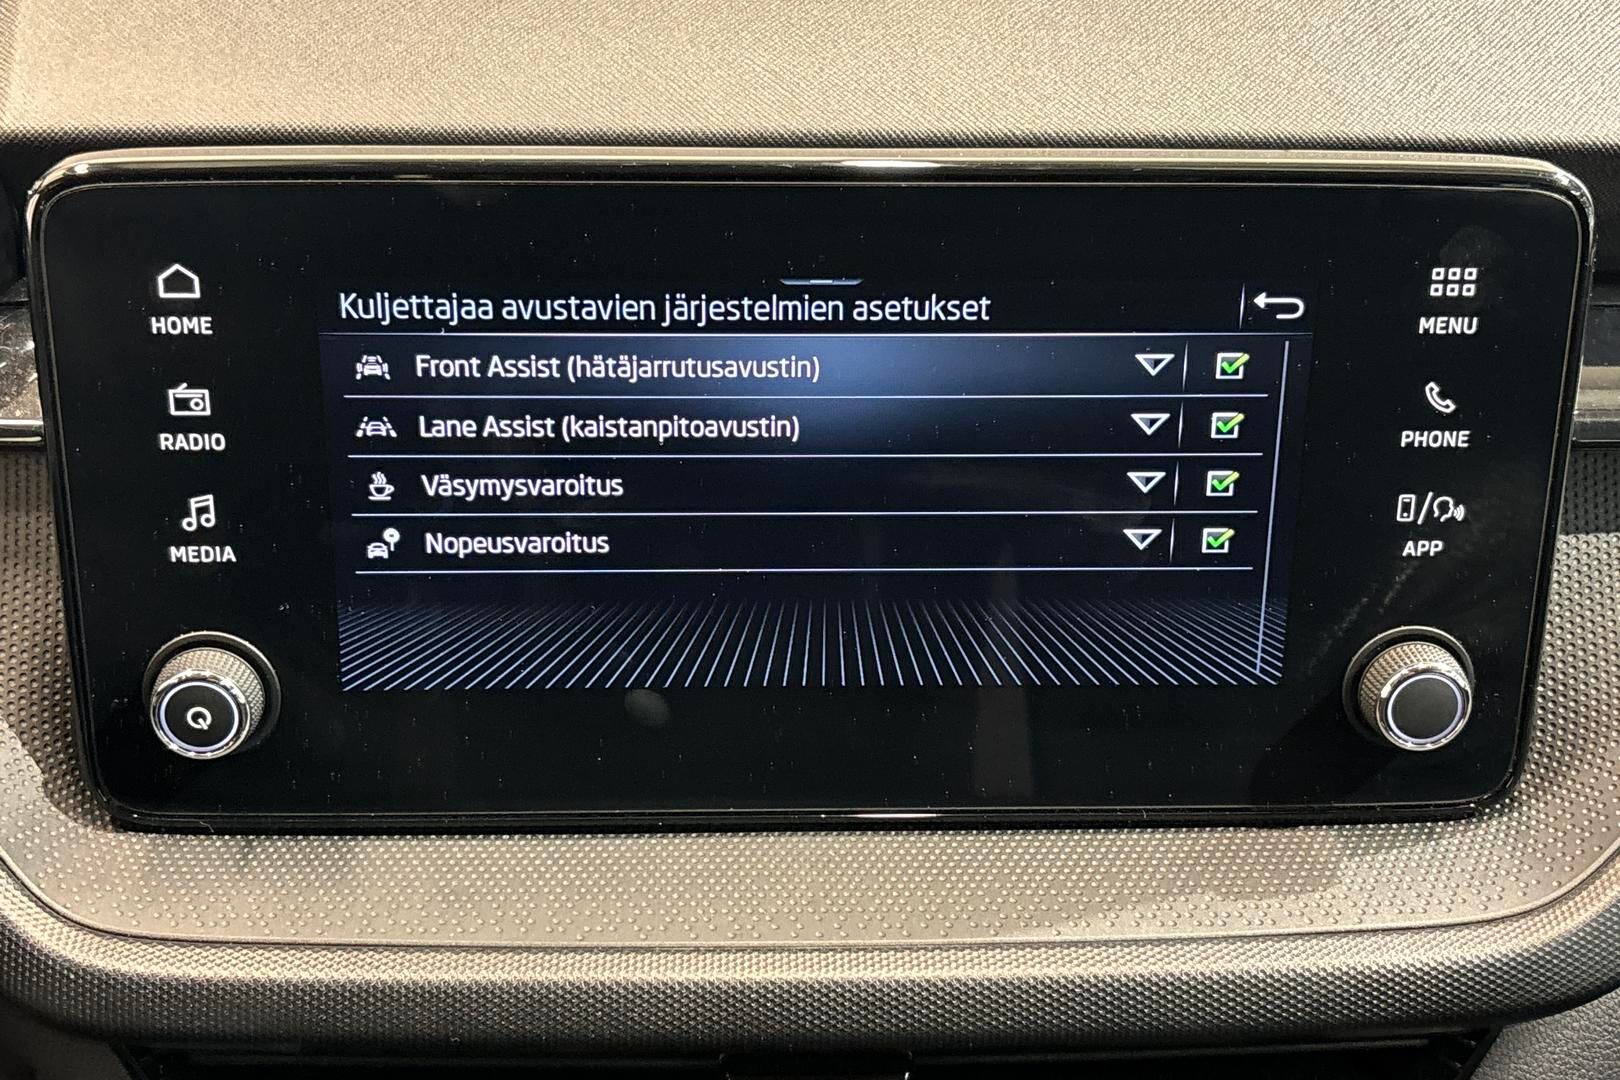 HOME
RADIO
MEDIA
Kuljettajaa avustavien järjestelmien asetukset
Front Assist (hätäjarrutusavustin)
Lane Assist (kaistanpitoavustin)
Väsymysvaroitus
Nopeusvaroitus
MENU
PHONE
APP